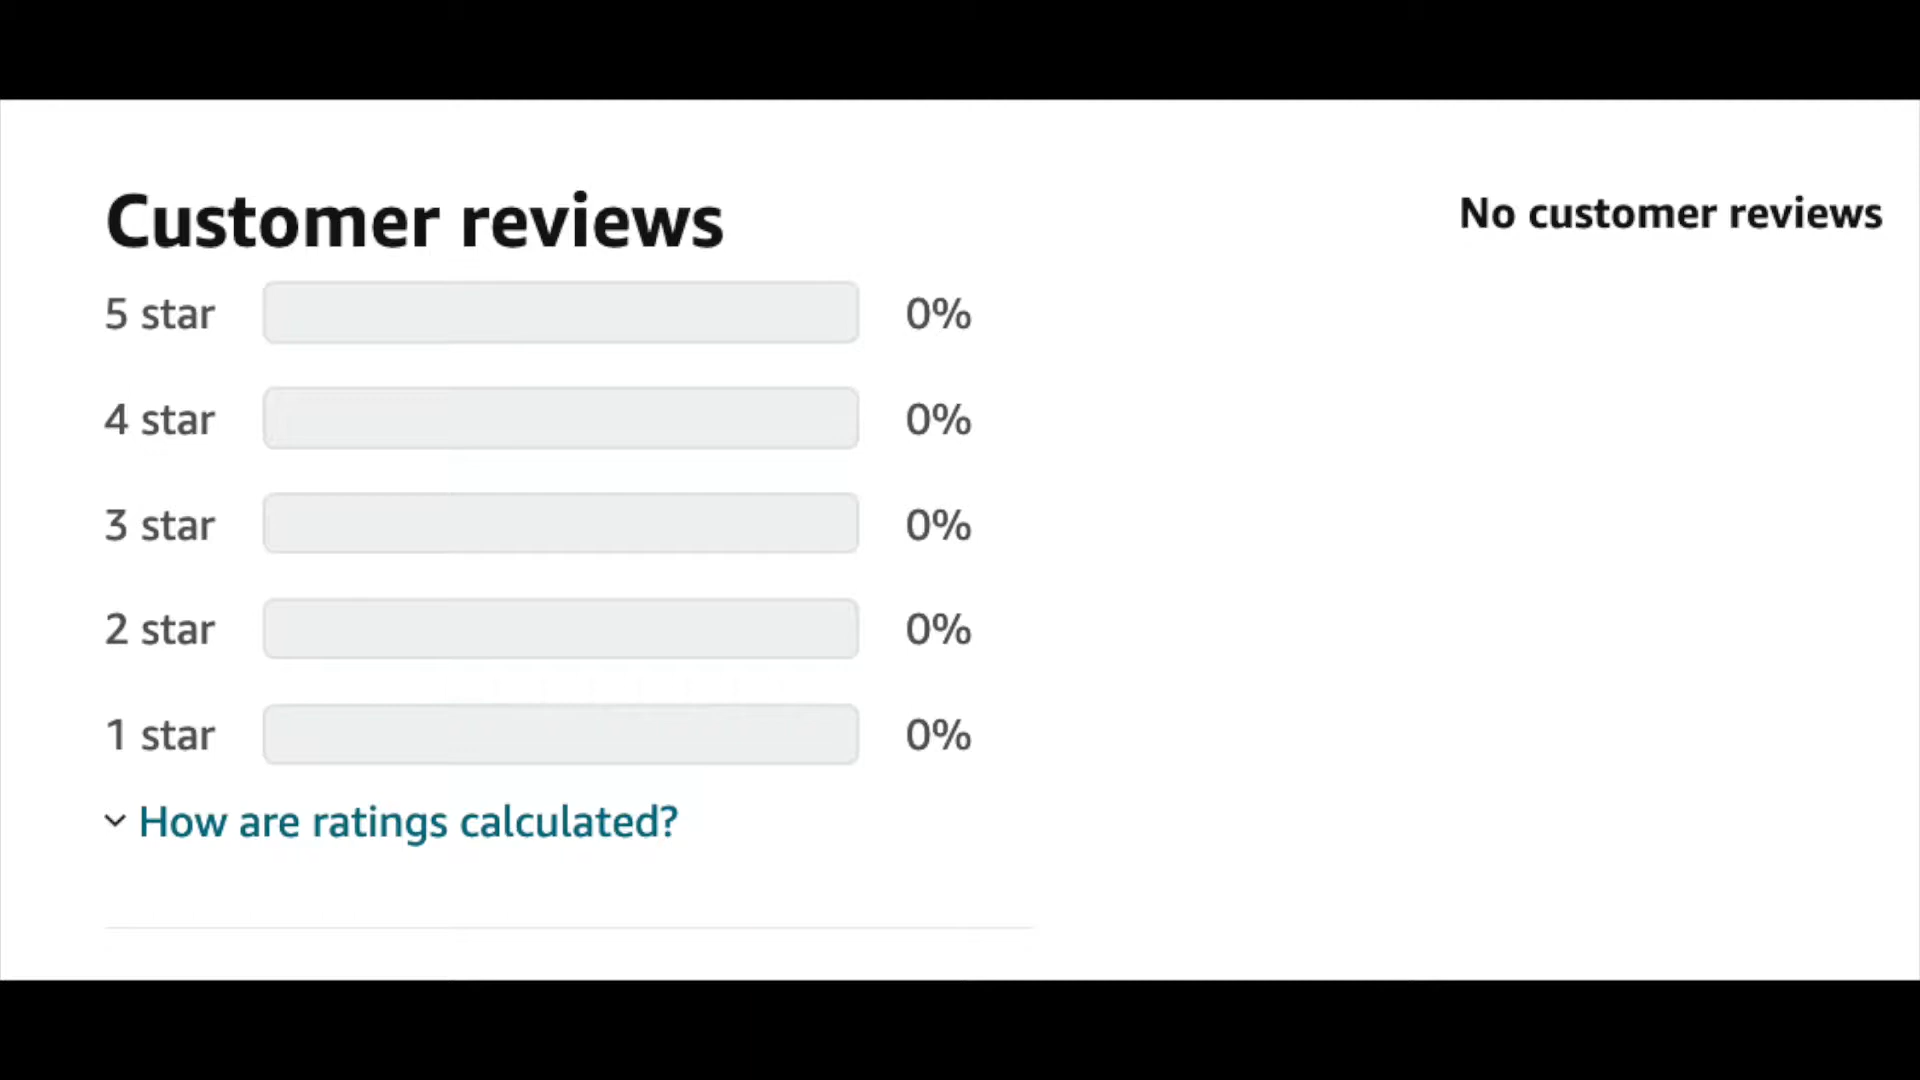 Customer reviews
No customer reviews
5 star 0%
4 star 0%
3 star 0%
2 star 0%
1 star 0%
How are ratings calculated?